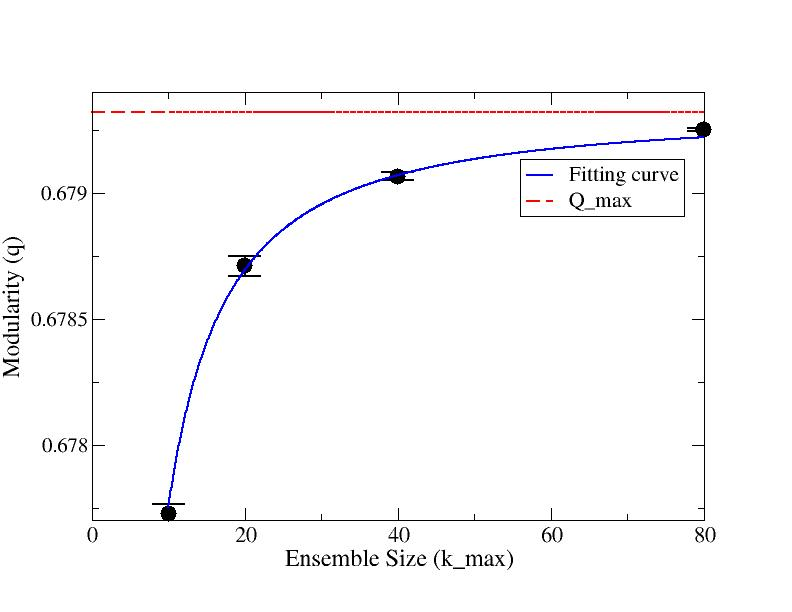 0.679
0.6785
0.678
Modularity (q)
Fitting curve
Q_max
0 20 40 60 80
Ensemble Size (k_max)